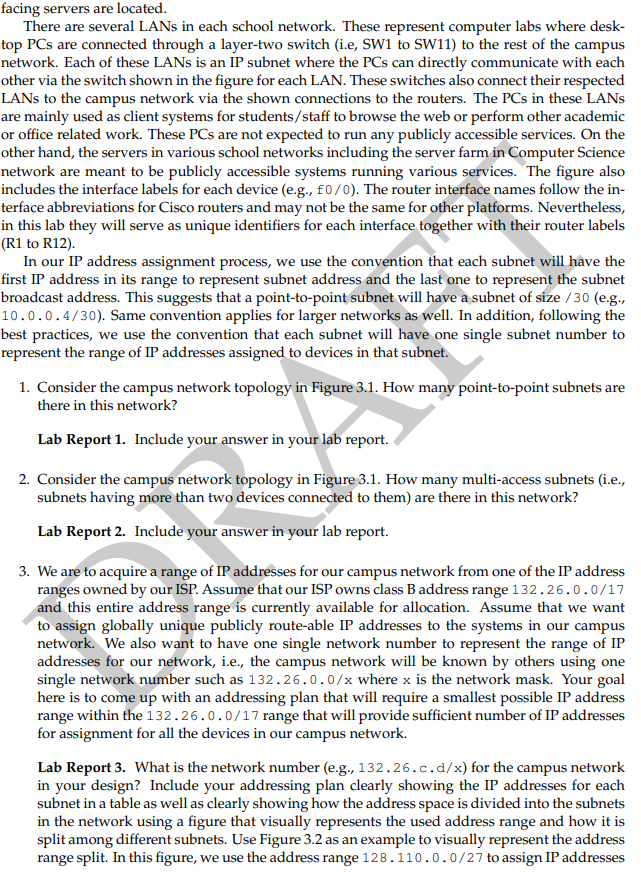 facing servers are located.
There are several LANs in each school network. These represent computer labs where desk-
top PCs are connected through a layer-two switch (i.e, SW1 to SW11) to the rest of the campus
network. Each of these LANs is an IP subnet where the PCs can directly communicate with each
other via the switch shown in the figure for each LAN. These switches also connect their respected
LANs to the campus network via the shown connections to the routers. The PCs in these LANs
are mainly used as client systems for students/staff to browse the web or perform other academic
or office related work. These PCs are not expected to run any publicly accessible services. On the
other hand, the servers in various school networks including the server farm in Computer Science
network are meant to be publicly accessible systems running various services. The figure also
includes the interface labels for each device (e.g., f0/0). The router interface names follow the in-
terface abbreviations for Cisco routers and may not be the same for other platforms. Nevertheless,
in this lab they will serve as unique identifiers for each interface together with their router labels
(R1 to R12).
In our IP address assignment process, we use the convention that each subnet will have the
first IP address in its range to represent subnet address and the last one to represent the subnet
broadcast address. This suggests that a point-to-point subnet will have a subnet of size /30 (e.g.,
10.0.0.4/30). Same convention applies for larger networks as well. In addition, following the
best practices, we use the convention that each subnet will have one single subnet number to
represent the range of IP addresses assigned to devices in that subnet.
1. Consider the campus network topology in Figure 3.1. How many point-to-point subnets are
there in this network?
Lab Report 1. Include your answer in your lab report.
2. Consider the campus network topology in Figure 3.1. How many multi-access subnets (i.e.,
subnets having more than two devices connected to them) are there in this network?
Lab Report 2. Include your answer in your lab report.
3. We are to acquire a range of IP addresses for our campus network from one of the IP address
ranges owned by our ISP. Assume that our ISP owns class B address range 132.26.0.0/17
and this entire address range is currently available for allocation. Assume that we want
to assign globally unique publicly route-able IP addresses to the systems in our campus
network. We also want to have one single network number to represent the range of IP
addresses for our network, i.e., the campus network will be known by others using one
single network number such as 132.26.0.0/x where x is the network mask. Your goal
here is to come up with an addressing plan that will require a smallest possible IP address
range within the 132.26.0.0/17 range that will provide sufficient number of IP addresses
for assignment for all the devices in our campus network.
Lab Report 3. What is the network number (e.g., 132.26.c.d/x) for the campus network
in your design? Include your addressing plan clearly showing the IP addresses for each
subnet in a table as well as clearly showing how the address space is divided into the subnets
in the network using a figure that visually represents the used address range and how it is
split among different subnets. Use Figure 3.2 as an example to visually represent the address
range split. In this figure, we use the address range 128.110.0.0/27 to assign IP addresses
DRAFT